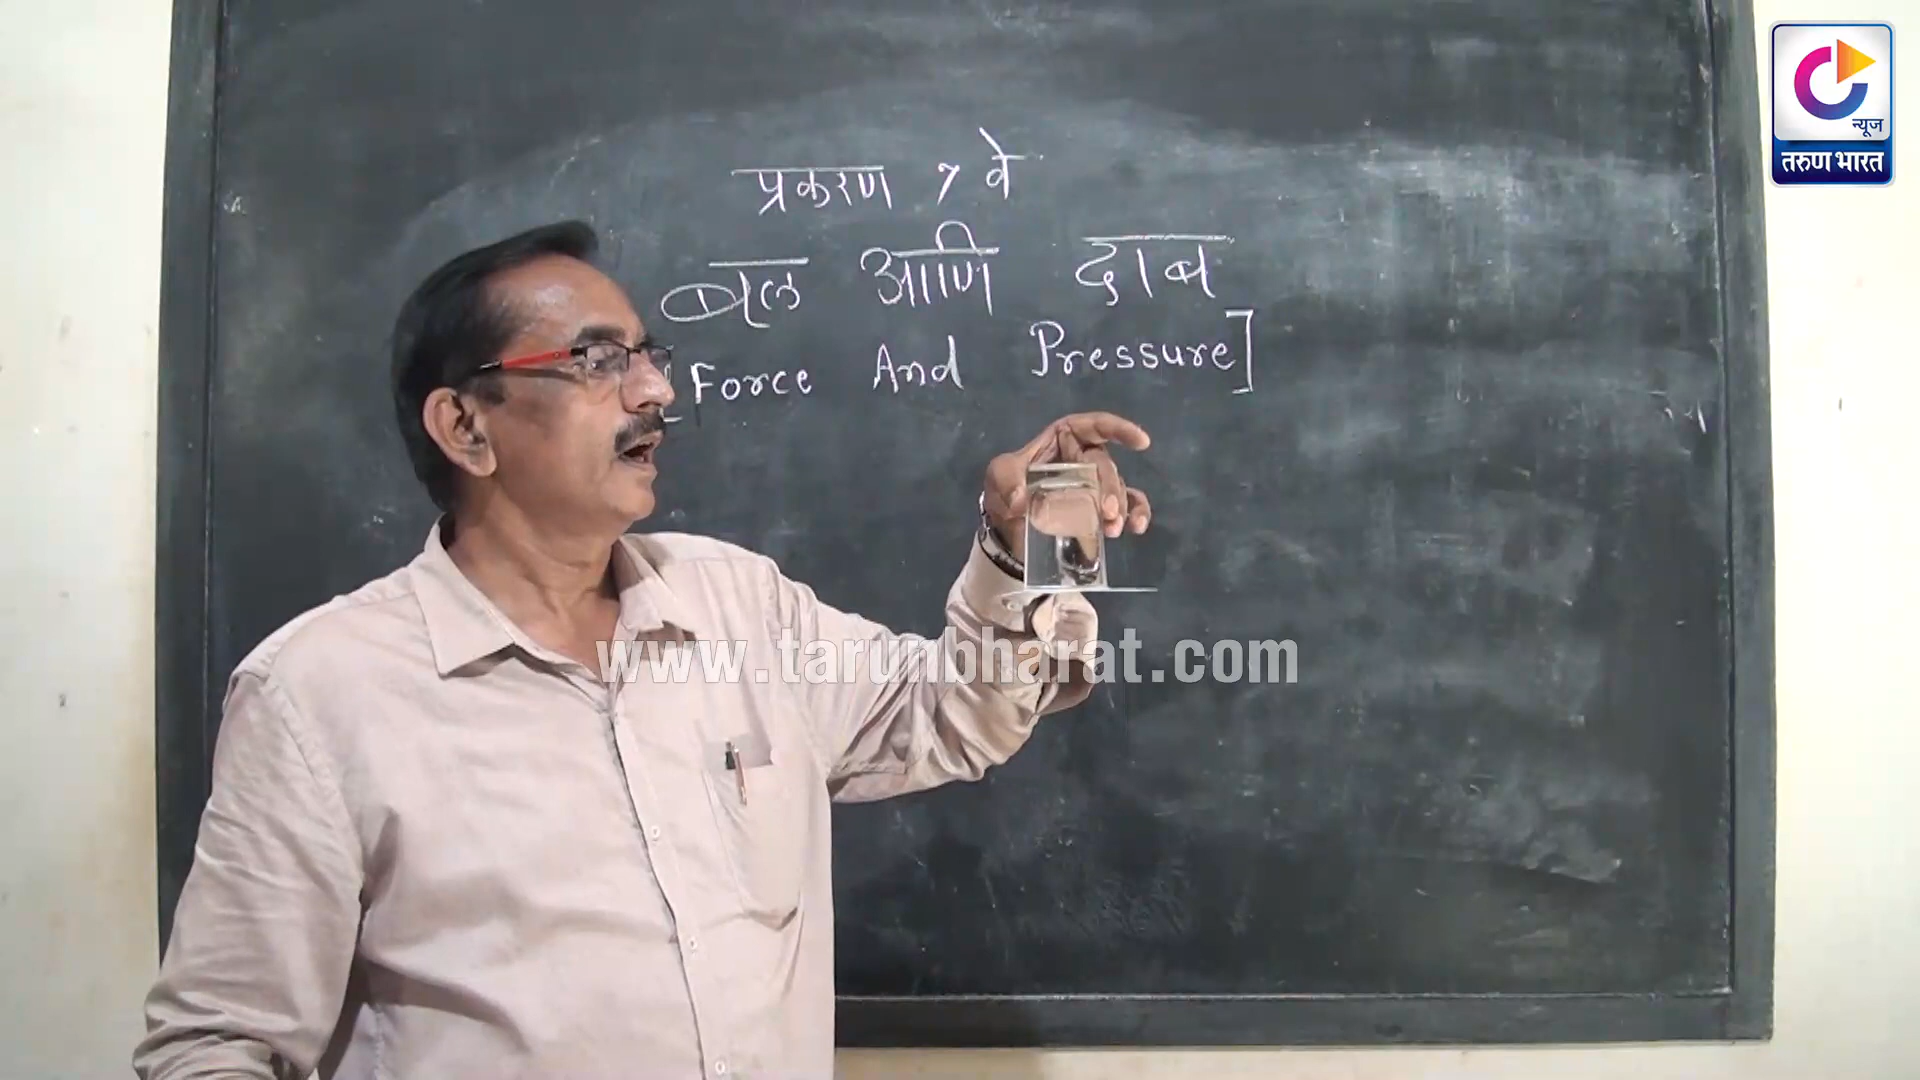 न्यूज
तरुण भारत
प्रकरण ७ वे
बल आणि दाब
[Force And Pressure]
www.tarunbharat.com